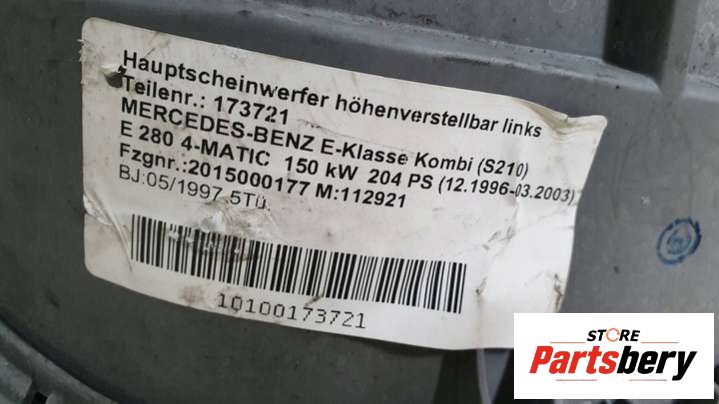 Hauptscheinwerfer höhenverstellbar links
Teilenr.: 173721
MERCEDES-BENZ E-Klasse Kombi (S210)
E 280 4-MATIC 150 kW 204 PS (12.1996-03.2003)
Fzgnr.:2015000177 M:112921
BJ:05/1997 5Tü.
10100173721
STORE
Partsbery